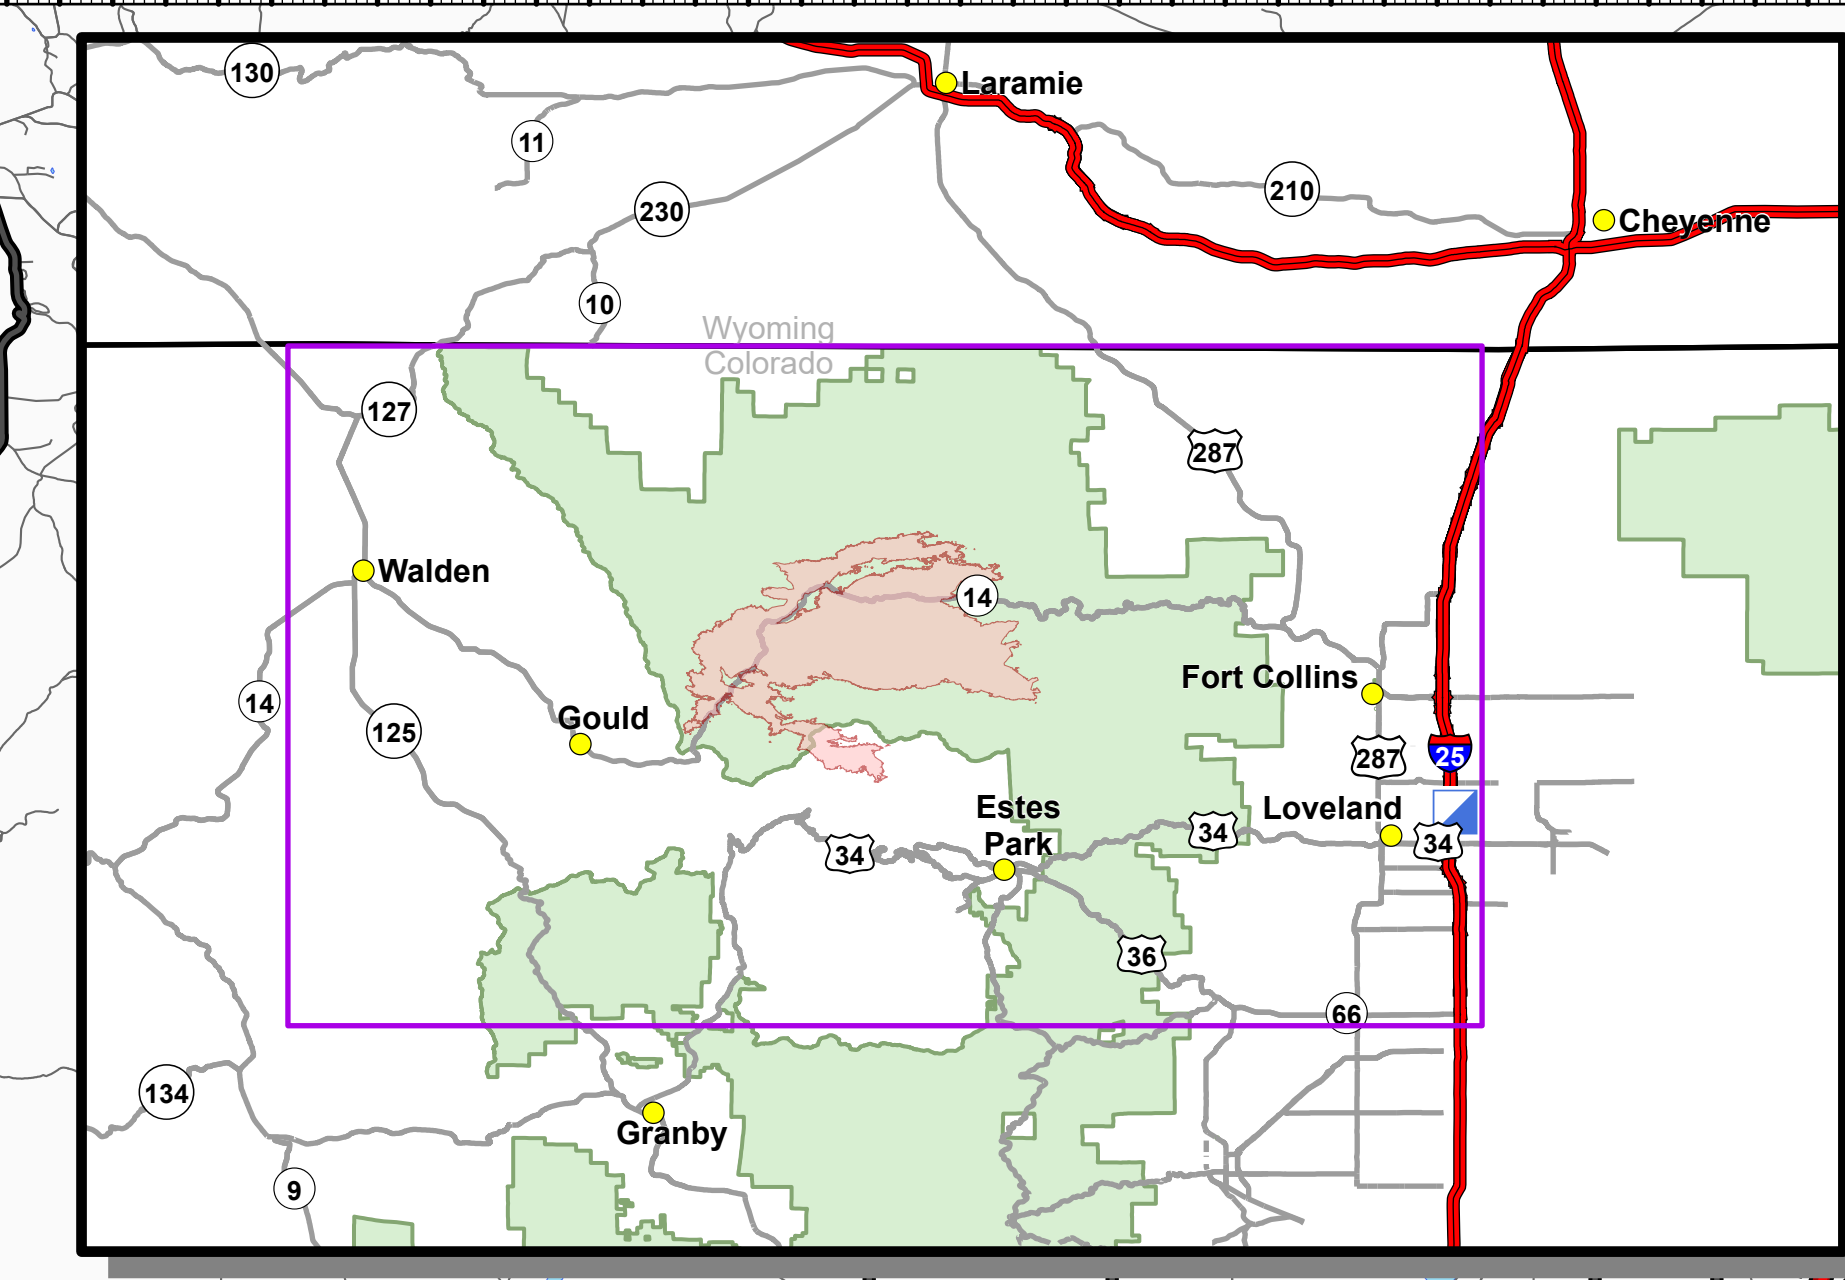 130
Laramie
11
210
230
Cheyenne
10
Wyoming
Colorado
127
287
Walden
14
Fort Collins
14
Gould
125
287
25
Estes
Park
Loveland
34
34
34
36
66
134
Granby
9